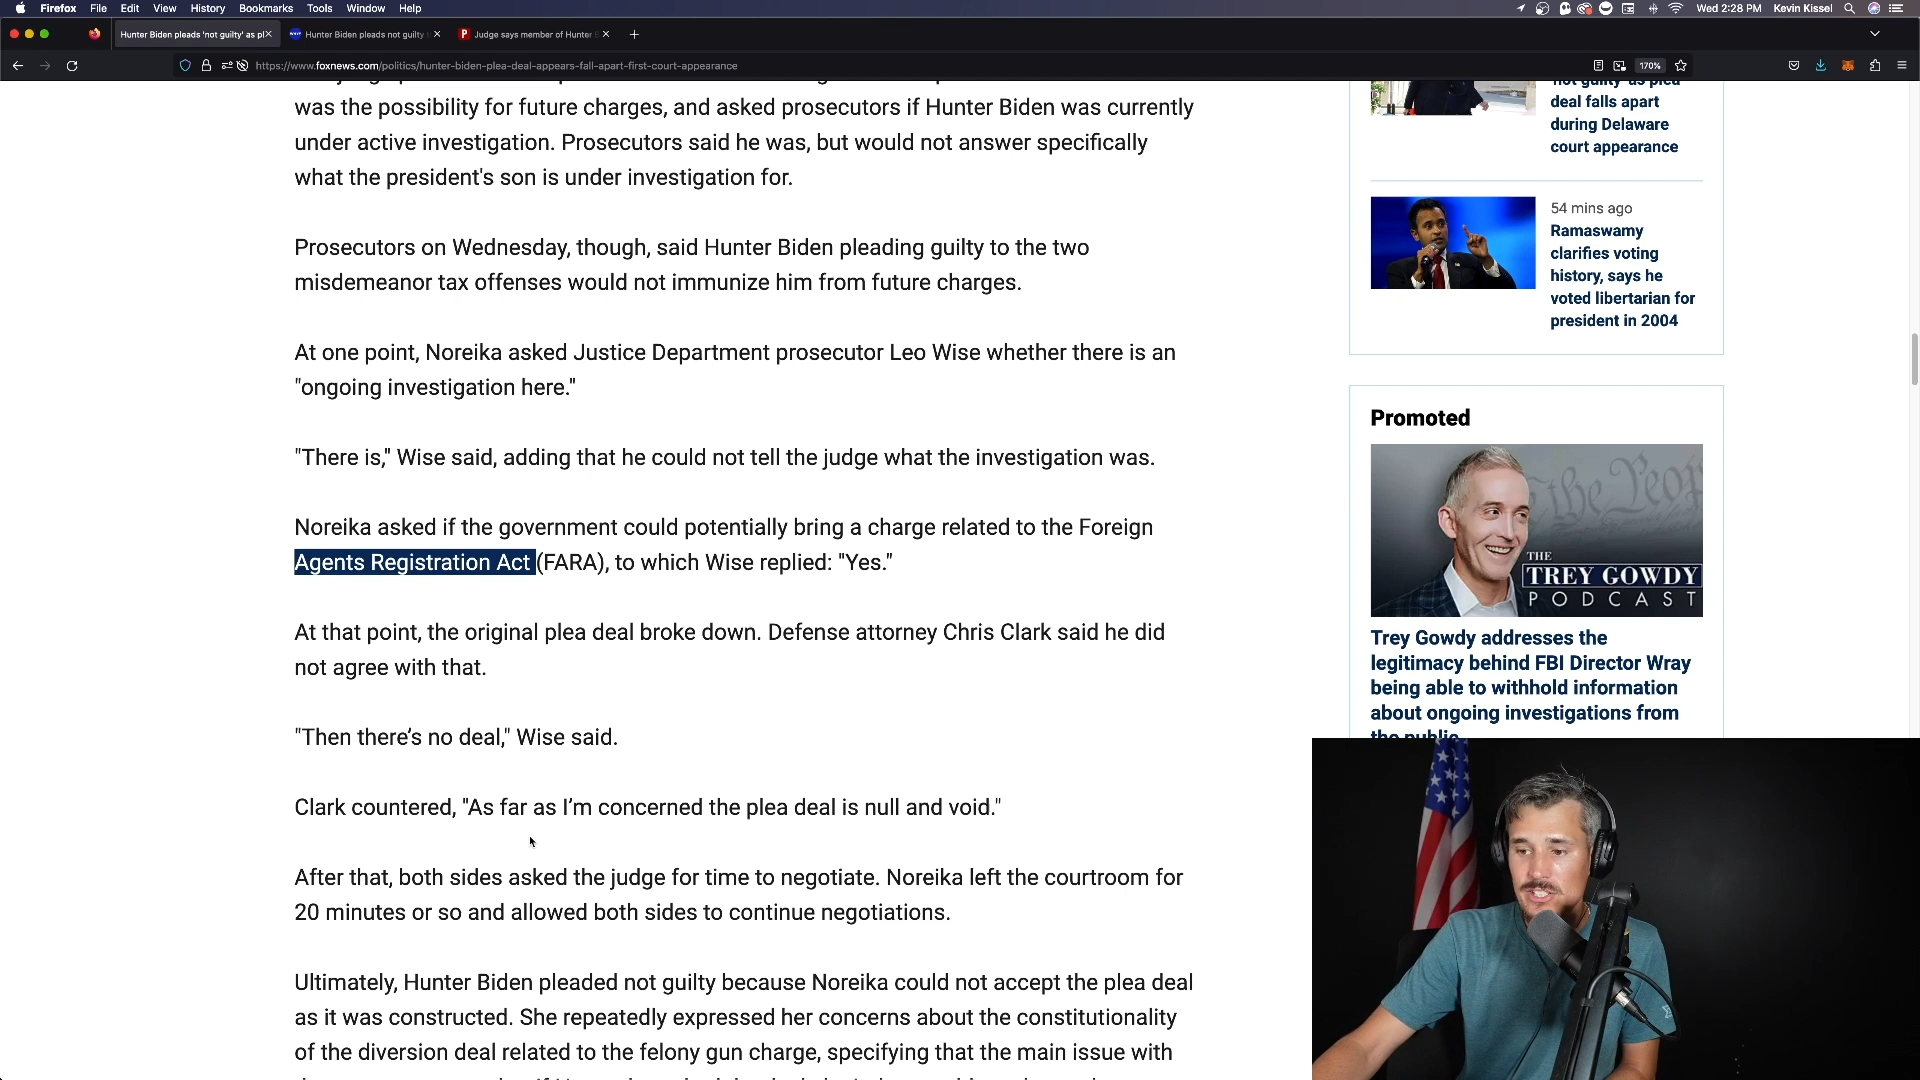 Firefox File Edit View History Bookmarks Tools Window Help
Wed 2:28 PM Kevin Kissel
Hunter Biden pleads 'not guilty' as pl
Hunter Biden pleads not guilty
Judge says member of Hunter
https://www.foxnews.com/politics/hunter-biden-plea-deal-appears-fall-apart-first-court-appearance
170%
was the possibility for future charges, and asked prosecutors if Hunter Biden was currently
under active investigation. Prosecutors said he was, but would not answer specifically
what the president's son is under investigation for.
Prosecutors on Wednesday, though, said Hunter Biden pleading guilty to the two
misdemeanor tax offenses would not immunize him from future charges.
At one point, Noreika asked Justice Department prosecutor Leo Wise whether there is an
"ongoing investigation here."
"There is," Wise said, adding that he could not tell the judge what the investigation was.
Noreika asked if the government could potentially bring a charge related to the Foreign
Agents Registration Act (FARA), to which Wise replied: "Yes."
At that point, the original plea deal broke down. Defense attorney Chris Clark said he did
not agree with that.
"Then there’s no deal," Wise said.
Clark countered, "As far as I’m concerned the plea deal is null and void."
After that, both sides asked the judge for time to negotiate. Noreika left the courtroom for
20 minutes or so and allowed both sides to continue negotiations.
Ultimately, Hunter Biden pleaded not guilty because Noreika could not accept the plea deal
as it was constructed. She repeatedly expressed her concerns about the constitutionality
of the diversion deal related to the felony gun charge, specifying that the main issue with
not guilty' as plea
deal falls apart
during Delaware
court appearance
54 mins ago
Ramaswamy
clarifies voting
history, says he
voted libertarian for
president in 2004
Promoted
the Peop
THE
TREY GOWDY
PODCAST
Trey Gowdy addresses the
legitimacy behind FBI Director Wray
being able to withhold information
about ongoing investigations from
the public